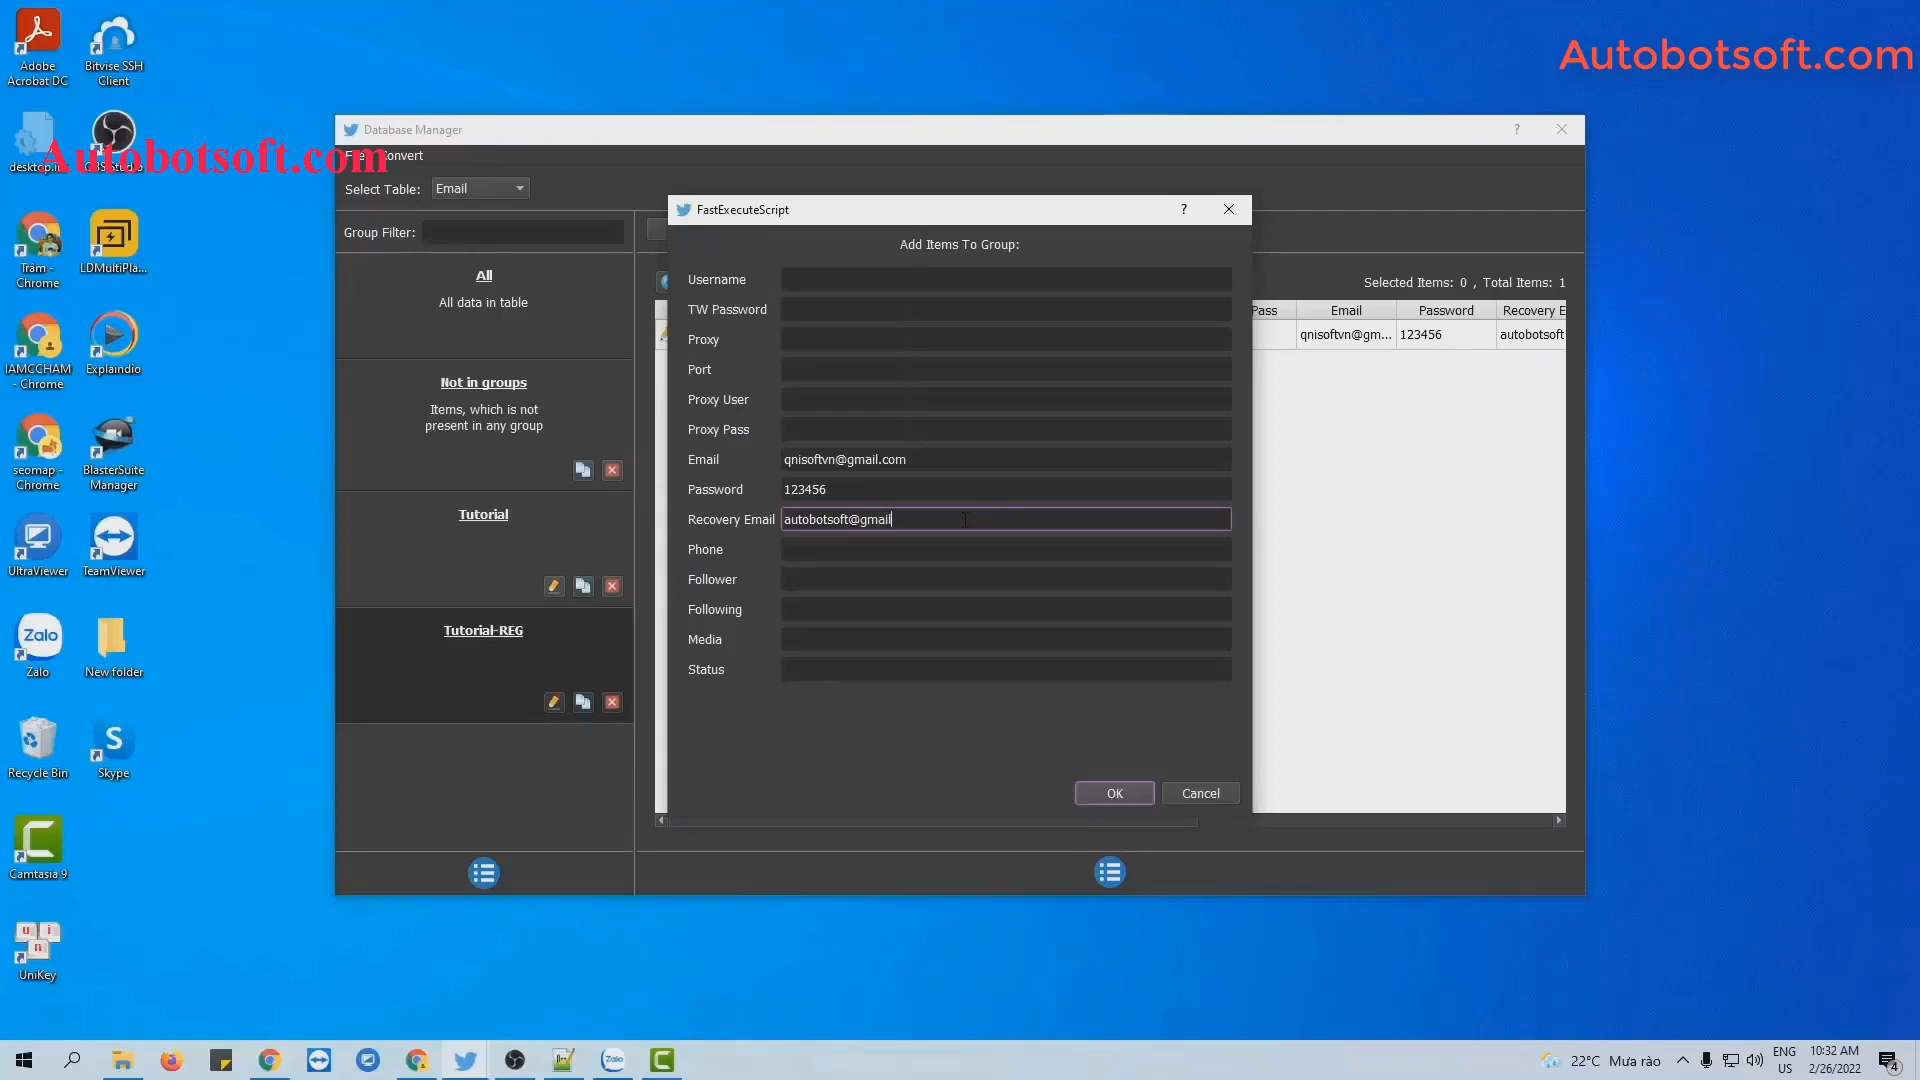 Autobotsoft.com
Autobotsoft.com
Adobe
Acrobat DC
Bitvise SSH
Client
Trâm -
Chrome
LDMultiPla...
IAMCCHAM
- Chrome
Explaindio
seomap -
Chrome
BlasterSuite
Manager
UltraViewer
TeamViewer
Zalo
Zalo
New folder
Recycle Bin
Skype
Camtasia 9
UniKey
Database Manager
?
Convert
Select Table:
Email
Group Filter:
All
All data in table
Not in groups
Items, which is not
present in any group
Tutorial
Tutorial-REG
Selected Items: 0 , Total Items: 1
Pass
Email
Password
Recovery E
qnisoftvn@gm...
123456
autobotsoft
FastExecuteScript
?
Add Items To Group:
Username
TW Password
Proxy
Port
Proxy User
Proxy Pass
Email
qnisoftvn@gmail.com
Password
123456
Recovery Email
autobotsoft@gmail
Phone
Follower
Following
Media
Status
OK
Cancel
22°C Mưa rào
ENG
US
10:32 AM
2/26/2022
4